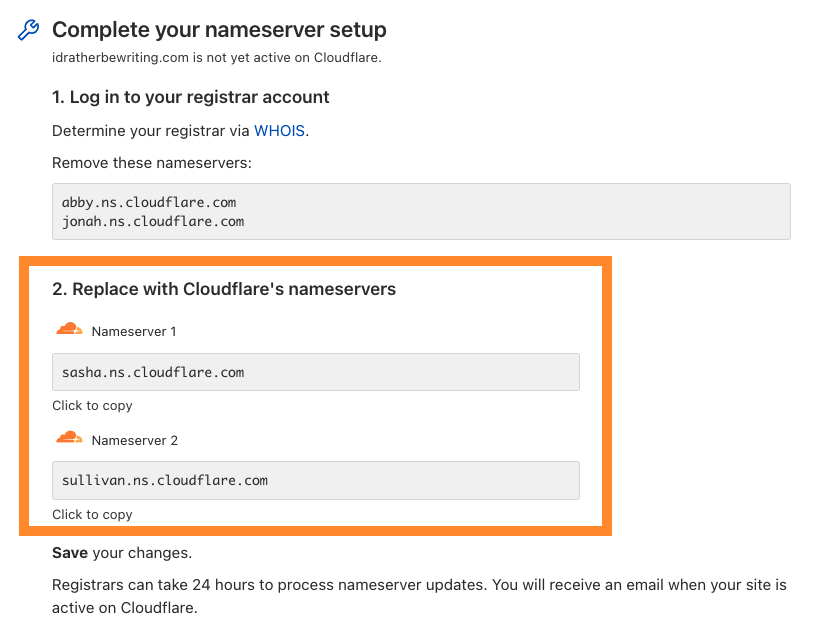 Complete your nameserver setup
idratherbewriting.com is not yet active on Cloudflare.
1. Log in to your registrar account
Determine your registrar via WHOIS.
Remove these nameservers:
abby.ns.cloudflare.com
jonah.ns.cloudflare.com
2. Replace with Cloudflare's nameservers
Nameserver 1
sasha.ns.cloudflare.com
Click to copy
Nameserver 2
sullivan.ns.cloudflare.com
Click to copy
Save your changes.
Registrars can take 24 hours to process nameserver updates. You will receive an email when your site is
active on Cloudflare.